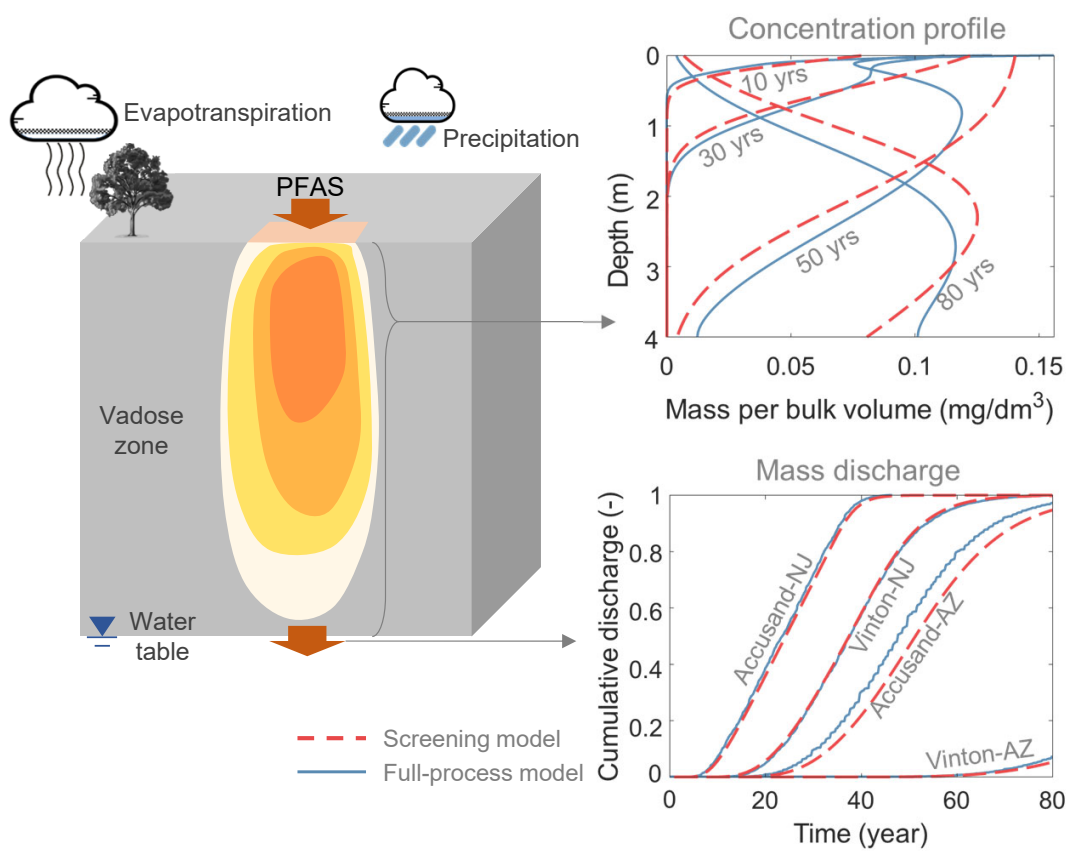 Evapotranspiration
Precipitation
PFAS
Vadose
zone
Water
table
Screening model
Full-process model
Concentration profile
0
1
2
3
4
Depth (m)
10 yrs
30 yrs
50 yrs
80 yrs
0
0.05
0.1
0.15
Mass per bulk volume (mg/dm³)
Mass discharge
1
0.8
0.6
0.4
0.2
0
Cumulative discharge (-)
Accusand-NJ
Vinton-NJ
Accusand-AZ
Vinton-AZ
0
20
40
60
80
Time (year)